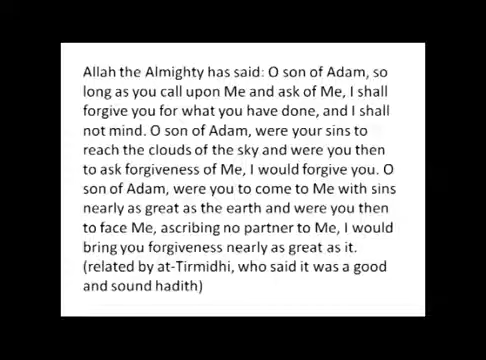 Allah the Almighty has said: O son of Adam, so
long as you call upon Me and ask of Me, I shall
forgive you for what you have done, and I shall
not mind. O son of Adam, were your sins to
reach the clouds of the sky and were you then
to ask forgiveness of Me, I would forgive you. O
son of Adam, were you to come to Me with sins
nearly as great as the earth and were you then
to face Me, ascribing no partner to Me, I would
bring you forgiveness nearly as great as it.
(related by at-Tirmidhi, who said it was a good
and sound hadith)